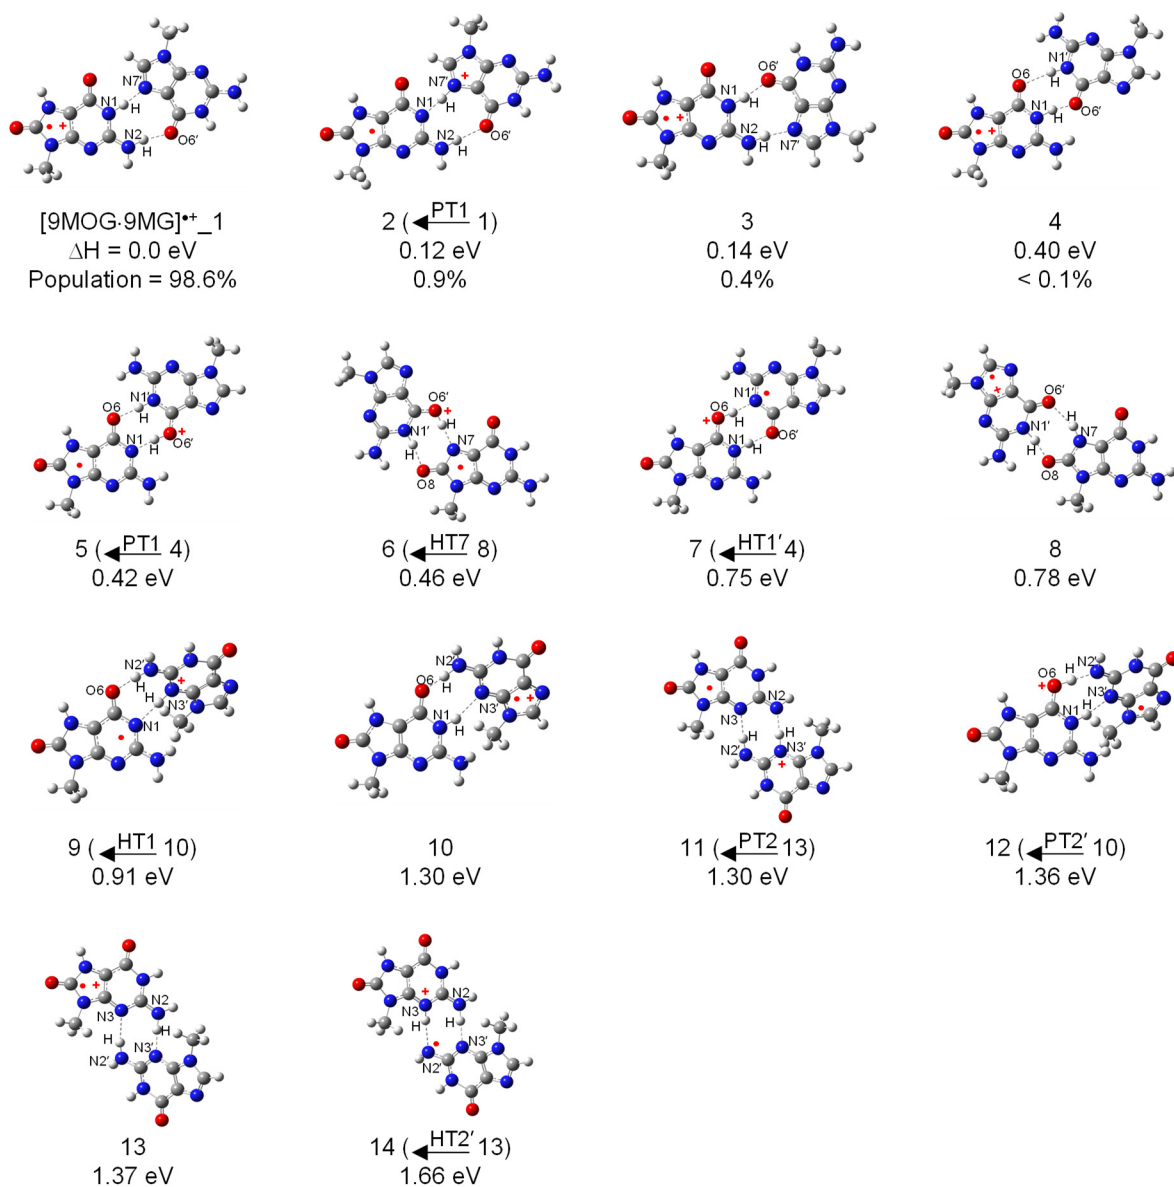 O6 N1' N1 O6'
N7' N1 H N2 O6' H
N7' + N1 H N2 O6' H
O6' N1 H N2 H N7'
[9MOG·9MG]•+_1
ΔH = 0.0 eV
Population = 98.6%
2 ( PT1 1)
0.12 eV
0.9%
3
0.14 eV
0.4%
4
0.40 eV
< 0.1%
O6 N1' H N1 H O6' +
O6' + H N1' H N7 O8
N1' O6 H + N1 H O6'
O6' H N1' N7 H O8
5 ( PT1 4)
0.42 eV
6 ( HT7 8)
0.46 eV
7 ( HT1′ 4)
0.75 eV
8
0.78 eV
N2' O6 H H N3' + N1
N2' O6 H N1 H N3' +
N2 N3 H H N2' N3' +
O6 H N2' + N3' N1 H
9 ( HT1 10)
0.91 eV
10
1.30 eV
11 ( PT2 13)
1.30 eV
12 ( PT2′ 10)
1.36 eV
+ N2 N3 H H N3' N2'
+ N2 N3 H H N3' N2'
13
1.37 eV
14 ( HT2′ 13)
1.66 eV